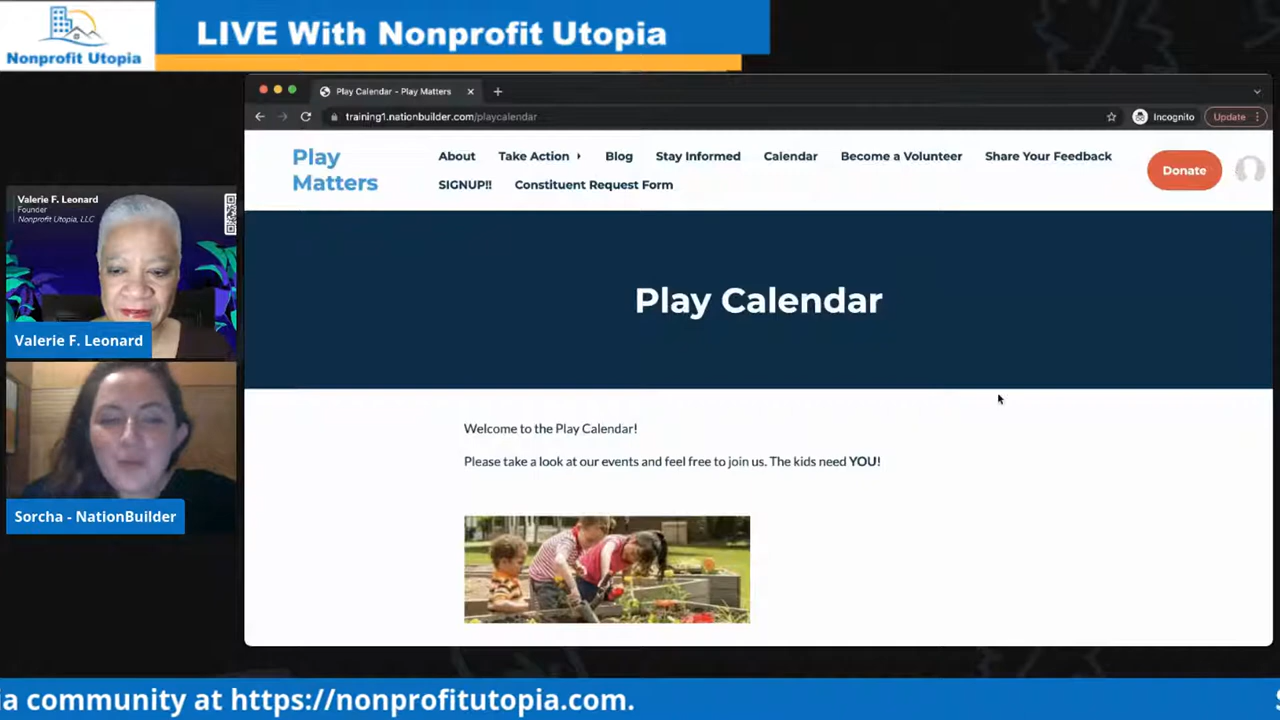 LIVE With Nonprofit Utopia
Nonprofit Utopia
Play Calendar - Play Matters
training1.nationbuilder.com/playcalendar
Incognito
Update
Play
Matters
About Take Action Blog Stay Informed Calendar Become a Volunteer Share Your Feedback
SIGNUP!! Constituent Request Form
Donate
Play Calendar
Welcome to the Play Calendar!
Please take a look at our events and feel free to join us. The kids need YOU!
Valerie F. Leonard
Founder
Nonprofit Utopia, LLC
Valerie F. Leonard
Sorcha - NationBuilder
ia community at https://nonprofitutopia.com.